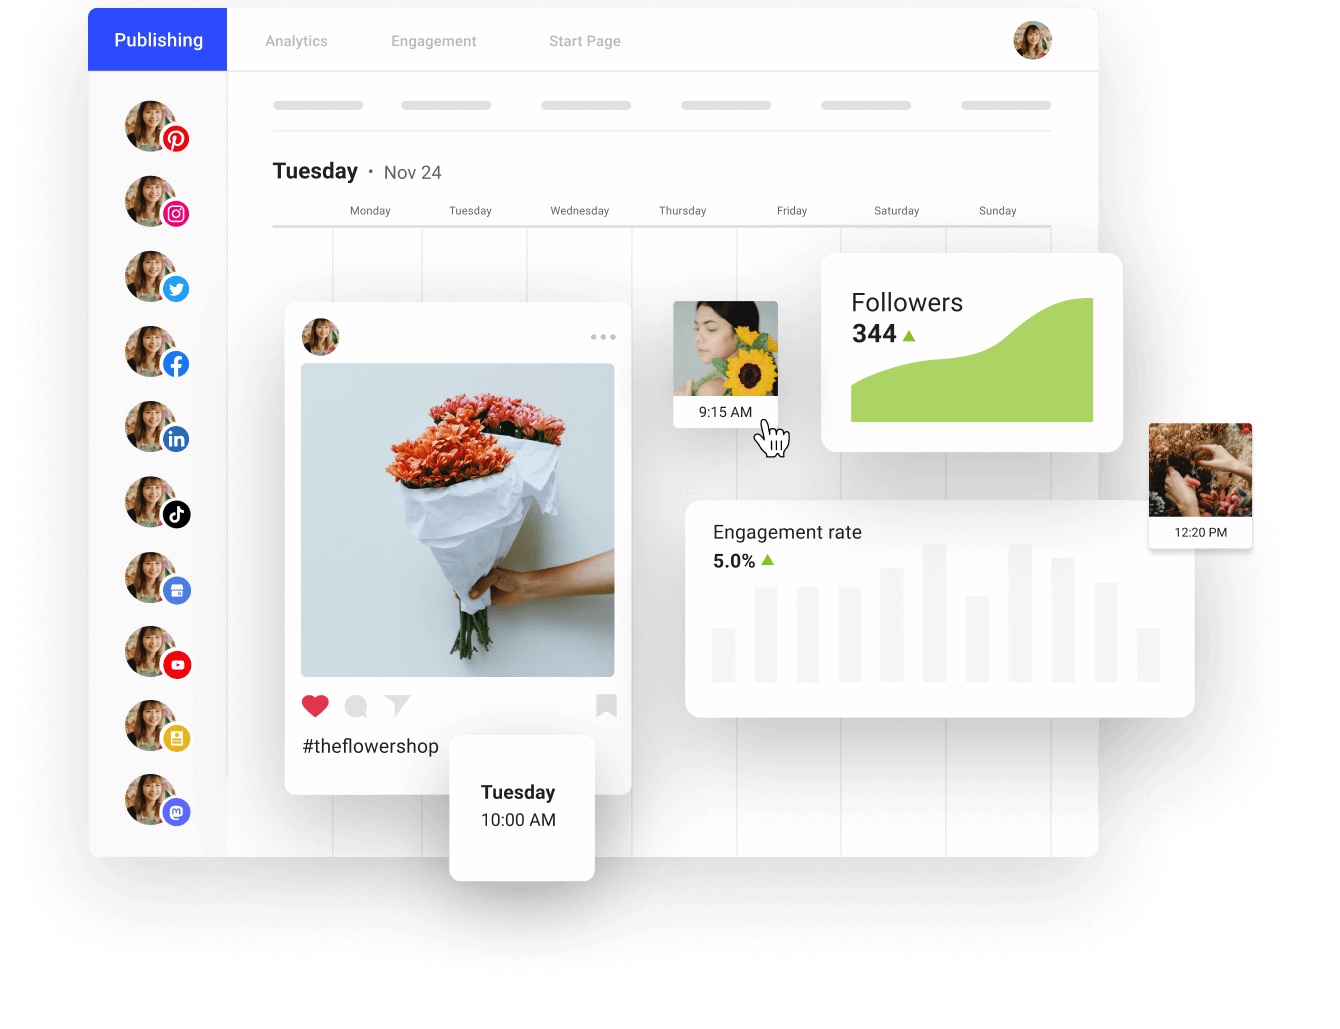 Publishing
Analytics
Engagement
Start Page
Tuesday • Nov 24
Monday
Tuesday
Wednesday
Thursday
Friday
Saturday
Sunday
9:15 AM
Followers
344
12:20 PM
Engagement rate
5.0%
#theflowershop
Tuesday
10:00 AM